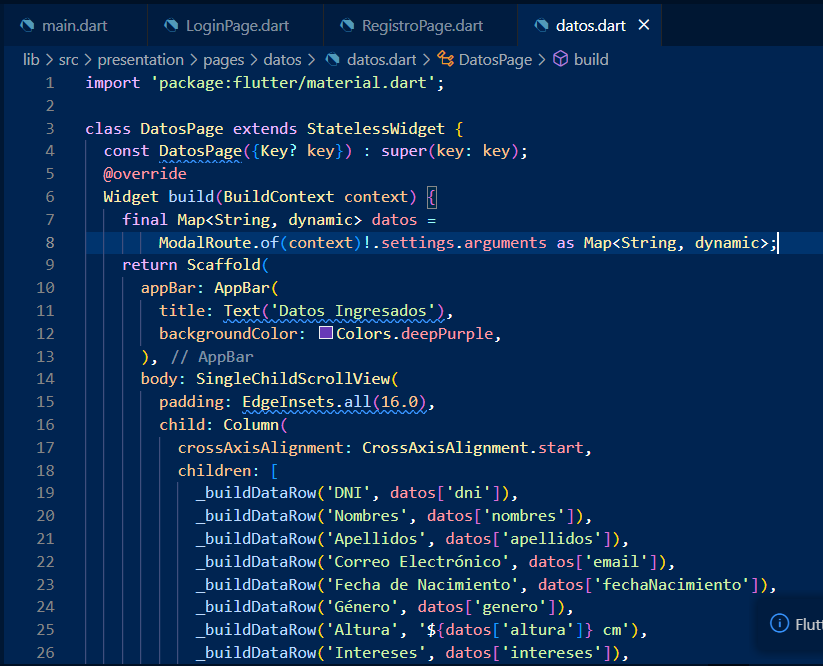 main.dart LoginPage.dart RegistroPage.dart datos.dart ×
lib > src > presentation > pages > datos > datos.dart > DatosPage > build
1 import 'package:flutter/material.dart';
2
3 class DatosPage extends StatelessWidget {
4 const DatosPage({Key? key}) : super(key: key);
5 @override
6 Widget build(BuildContext context) {
7 final Map<String, dynamic> datos =
8 ModalRoute.of(context)!.settings.arguments as Map<String, dynamic>;
9 return Scaffold(
10 appBar: AppBar(
11 title: Text('Datos Ingresados'),
12 backgroundColor: Colors.deepPurple,
13 ), // AppBar
14 body: SingleChildScrollView(
15 padding: EdgeInsets.all(16.0),
16 child: Column(
17 crossAxisAlignment: CrossAxisAlignment.start,
18 children: [
19 _buildDataRow('DNI', datos['dni']),
20 _buildDataRow('Nombres', datos['nombres']),
21 _buildDataRow('Apellidos', datos['apellidos']),
22 _buildDataRow('Correo Electrónico', datos['email']),
23 _buildDataRow('Fecha de Nacimiento', datos['fechaNacimiento']),
24 _buildDataRow('Género', datos['genero']),
25 _buildDataRow('Altura', '${datos['altura']} cm'),
Flutt
26 _buildDataRow('Intereses', datos['intereses']),